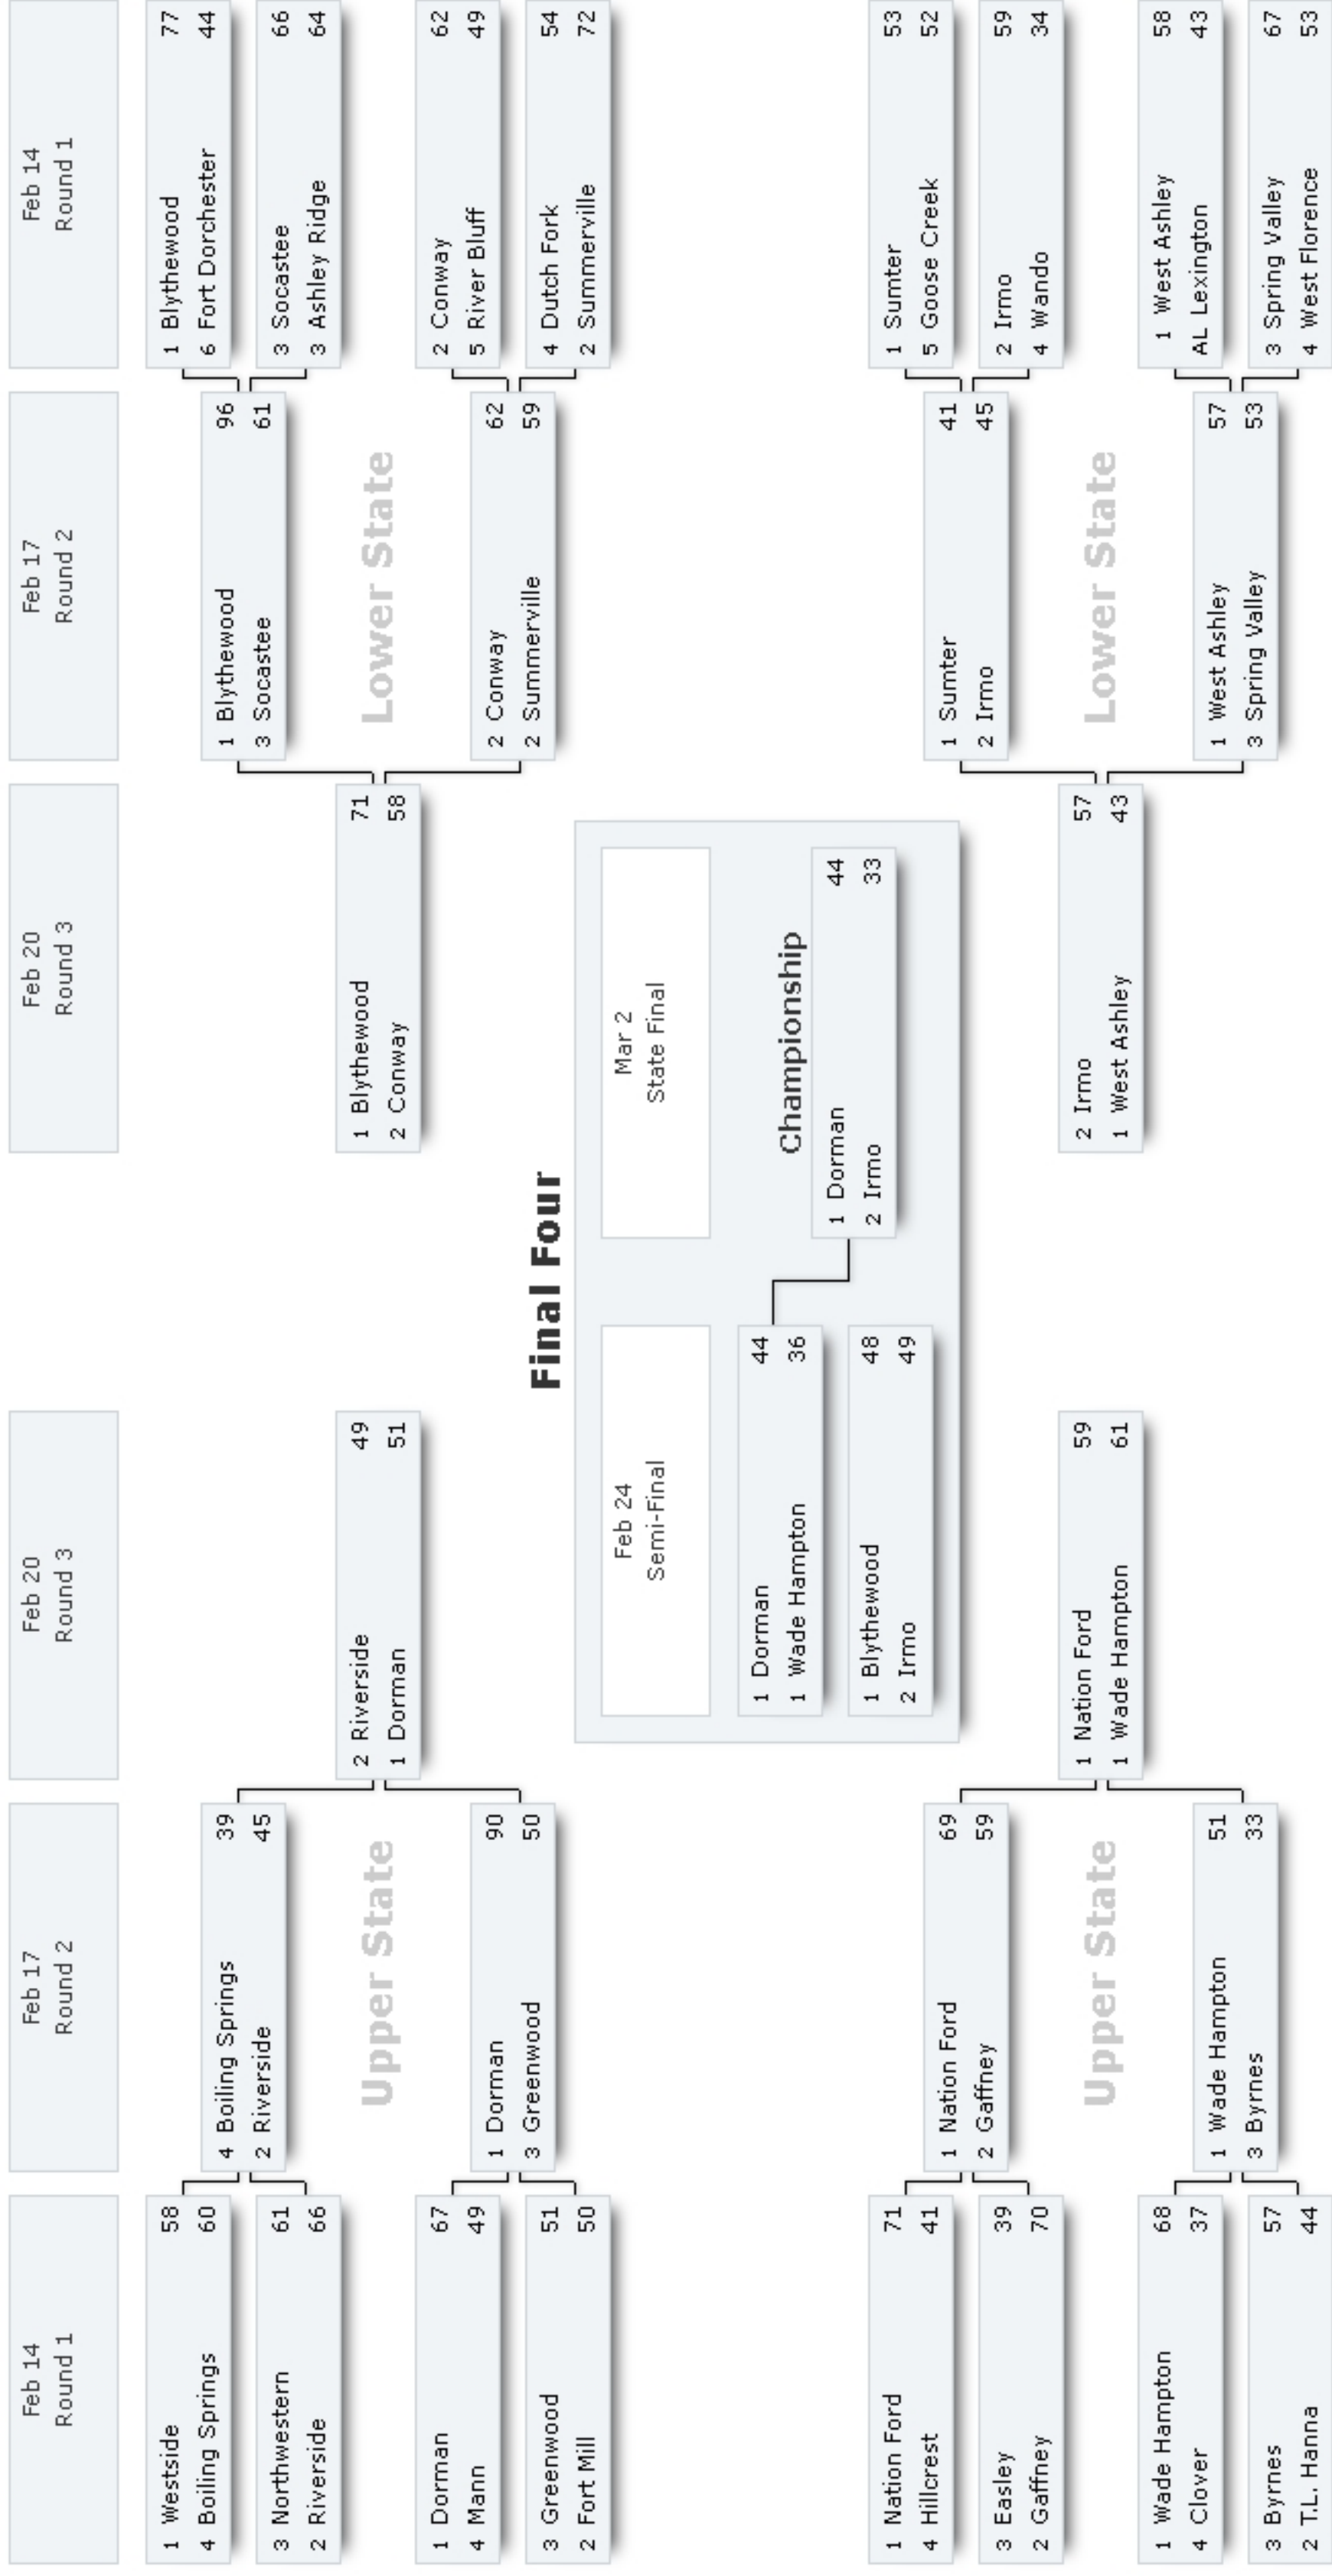 Feb 14
Round 1
Feb 17
Round 2
Feb 20
Round 3
Feb 20
Round 3
Feb 17
Round 2
Feb 14
Round 1
1 Westside 58
4 Boiling Springs 60
3 Northwestern 61
2 Riverside 66
1 Dorman 67
4 Mann 49
3 Greenwood 51
2 Fort Mill 50
4 Boiling Springs 39
2 Riverside 45
Upper State
1 Dorman 90
3 Greenwood 50
2 Riverside 49
1 Dorman 51
1 Blythewood 71
2 Conway 58
1 Blythewood 96
3 Socastee 61
Lower State
2 Conway 62
2 Summerville 59
1 Blythewood 77
6 Fort Dorchester 44
3 Socastee 66
3 Ashley Ridge 64
2 Conway 62
5 River Bluff 49
4 Dutch Fork 54
2 Summerville 72
Final Four
Feb 24
Semi-Final
Mar 2
State Final
1 Dorman 44
1 Wade Hampton 36
1 Blythewood 48
2 Irmo 49
Championship
1 Dorman 44
2 Irmo 33
1 Nation Ford 71
4 Hillcrest 41
3 Easley 39
2 Gaffney 70
1 Wade Hampton 68
4 Clover 37
3 Byrnes 57
2 T.L. Hanna 44
1 Nation Ford 69
2 Gaffney 59
Upper State
1 Wade Hampton 51
3 Byrnes 33
1 Nation Ford 59
1 Wade Hampton 61
2 Irmo 57
1 West Ashley 43
1 Sumter 41
2 Irmo 45
Lower State
1 West Ashley 57
3 Spring Valley 53
1 Sumter 53
5 Goose Creek 52
2 Irmo 59
4 Wando 34
1 West Ashley 58
AL Lexington 43
3 Spring Valley 67
4 West Florence 53